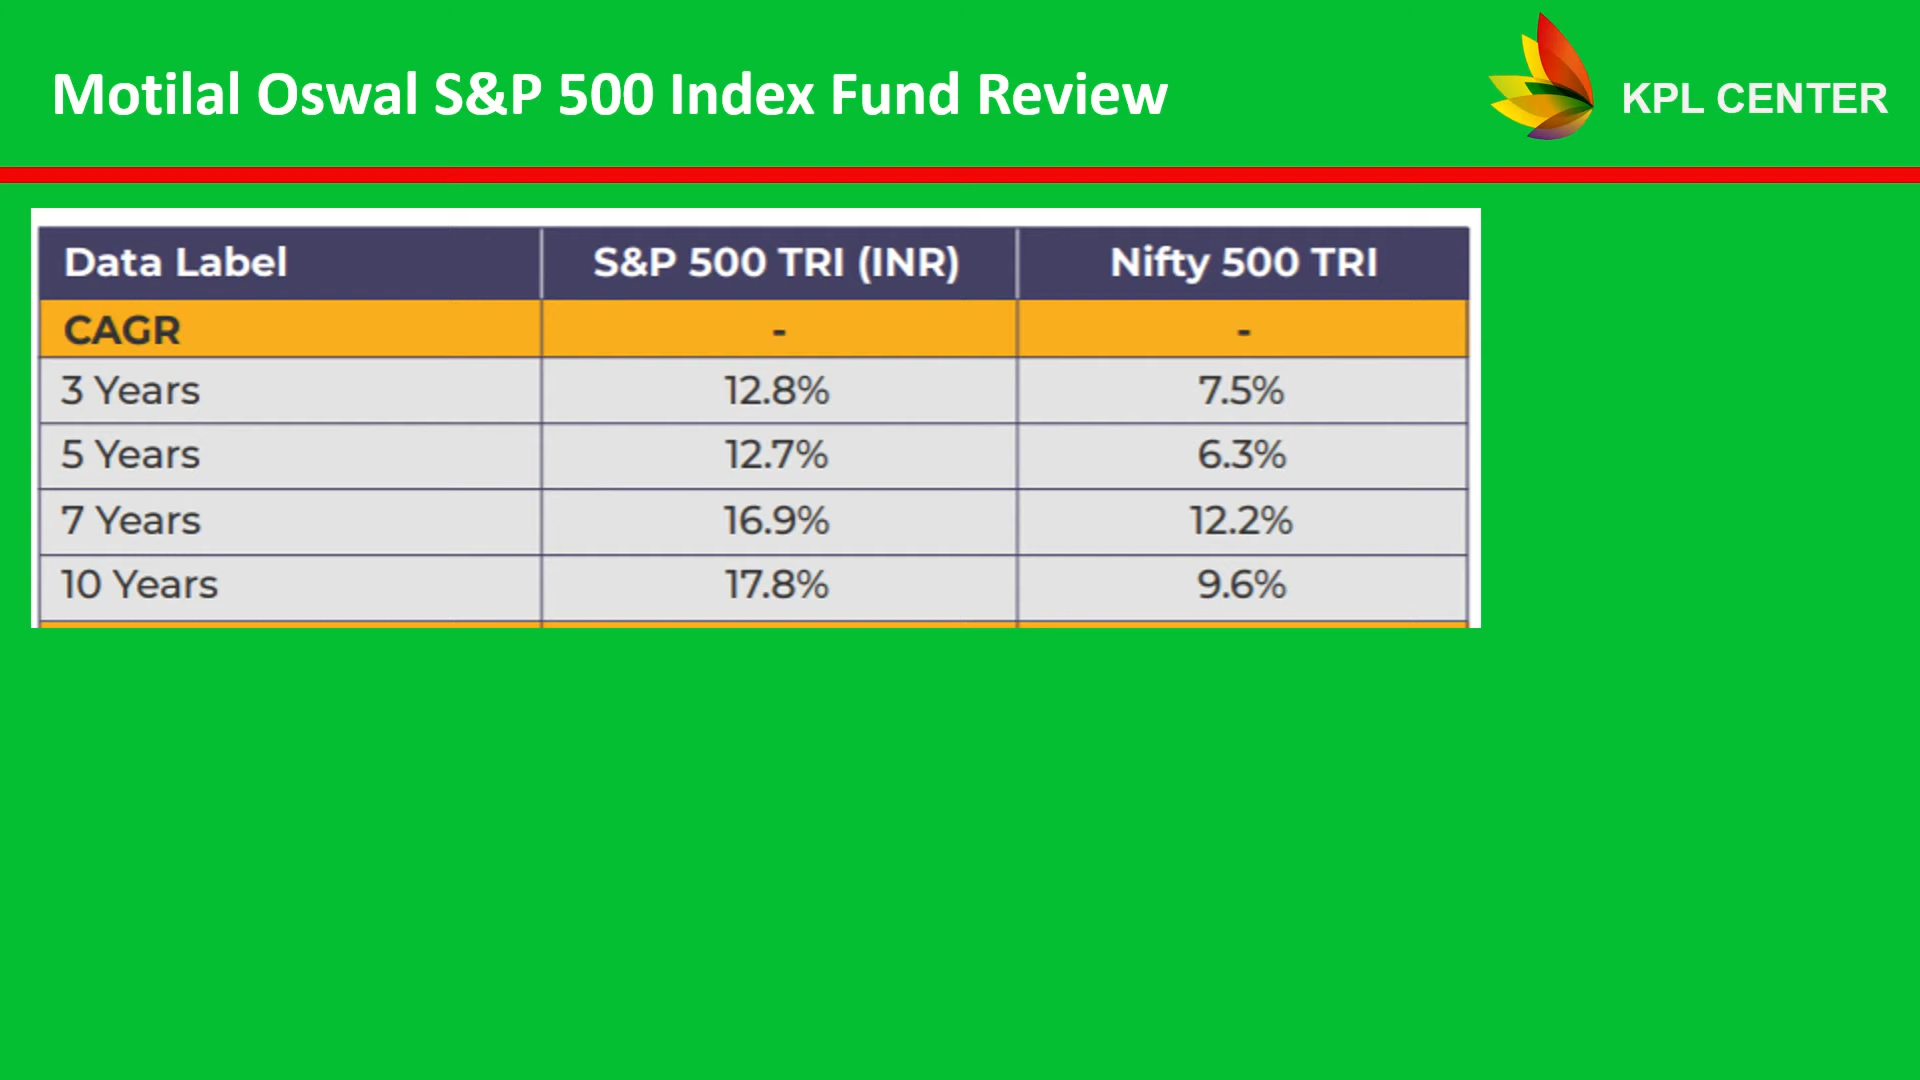 Motilal Oswal S&P 500 Index Fund Review
KPL CENTER
Data Label S&P 500 TRI (INR) Nifty 500 TRI
CAGR - -
3 Years 12.8% 7.5%
5 Years 12.7% 6.3%
7 Years 16.9% 12.2%
10 Years 17.8% 9.6%